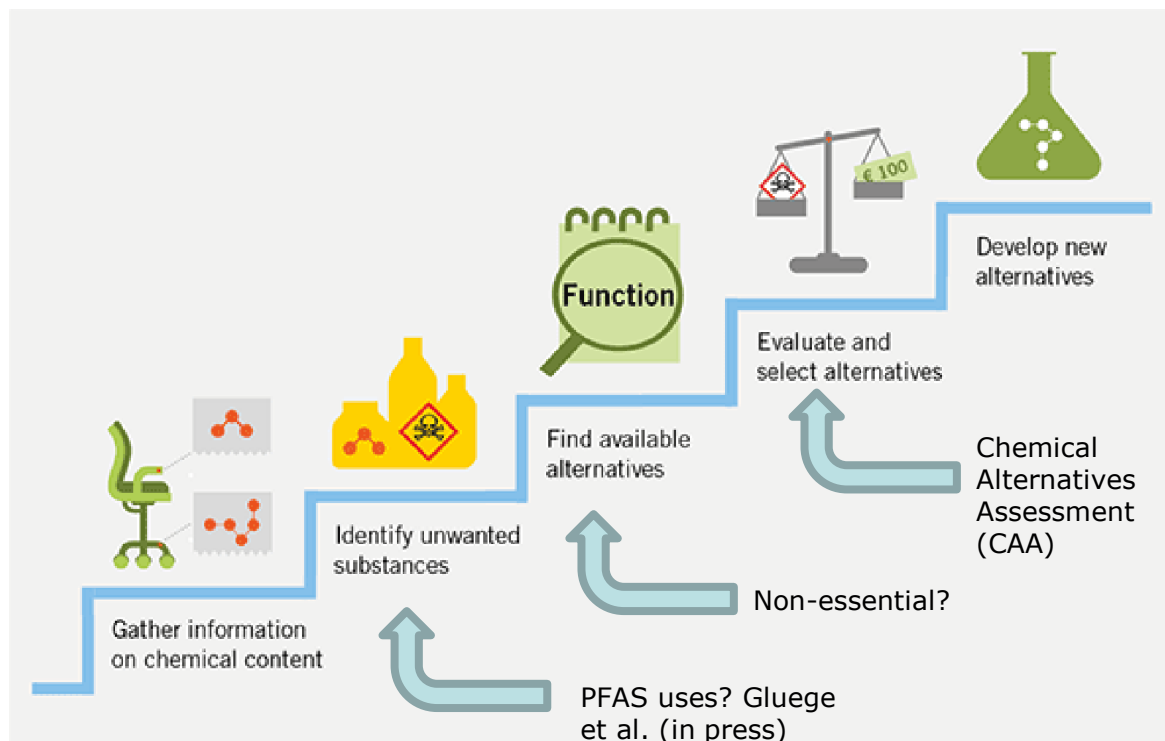 Gather information
on chemical content
Identify unwanted
substances
Function
Find available
alternatives
€ 100
Evaluate and
select alternatives
?
Develop new
alternatives
Chemical
Alternatives
Assessment
(CAA)
Non-essential?
PFAS uses? Gluege
et al. (in press)